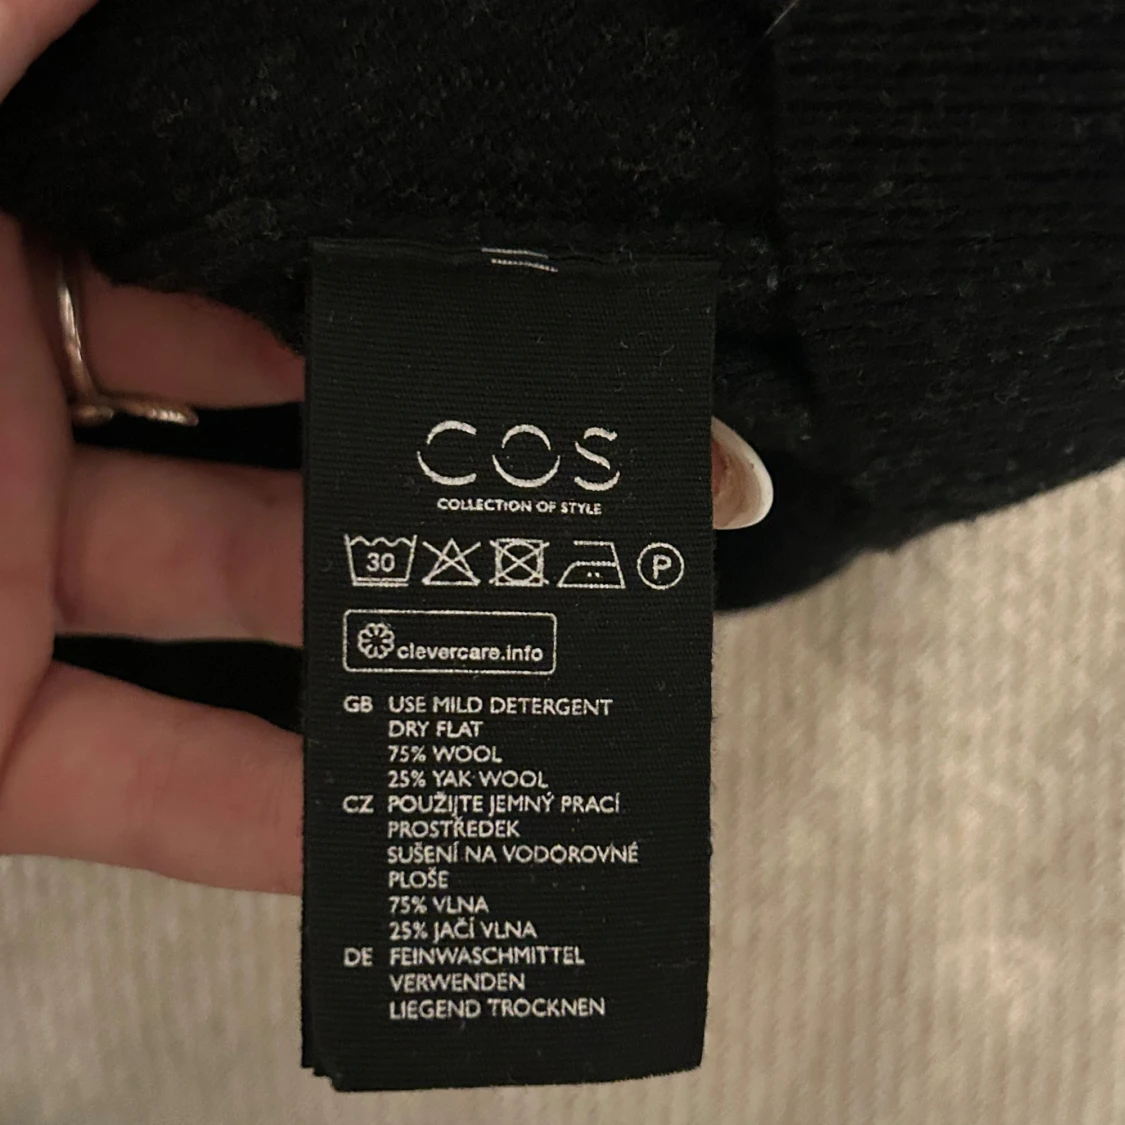 COS
COLLECTION OF STYLE
30 P
clevercare.info
GB USE MILD DETERGENT
DRY FLAT
75% WOOL
25% YAK WOOL
CZ POUŽIJTE JEMNÝ PRACÍ
PROSTŘEDEK
SUŠENÍ NA VODOROVNÉ
PLOŠE
75% VLNA
25% JAČÍ VLNA
DE FEINWASCHMITTEL
VERWENDEN
LIEGEND TROCKNEN